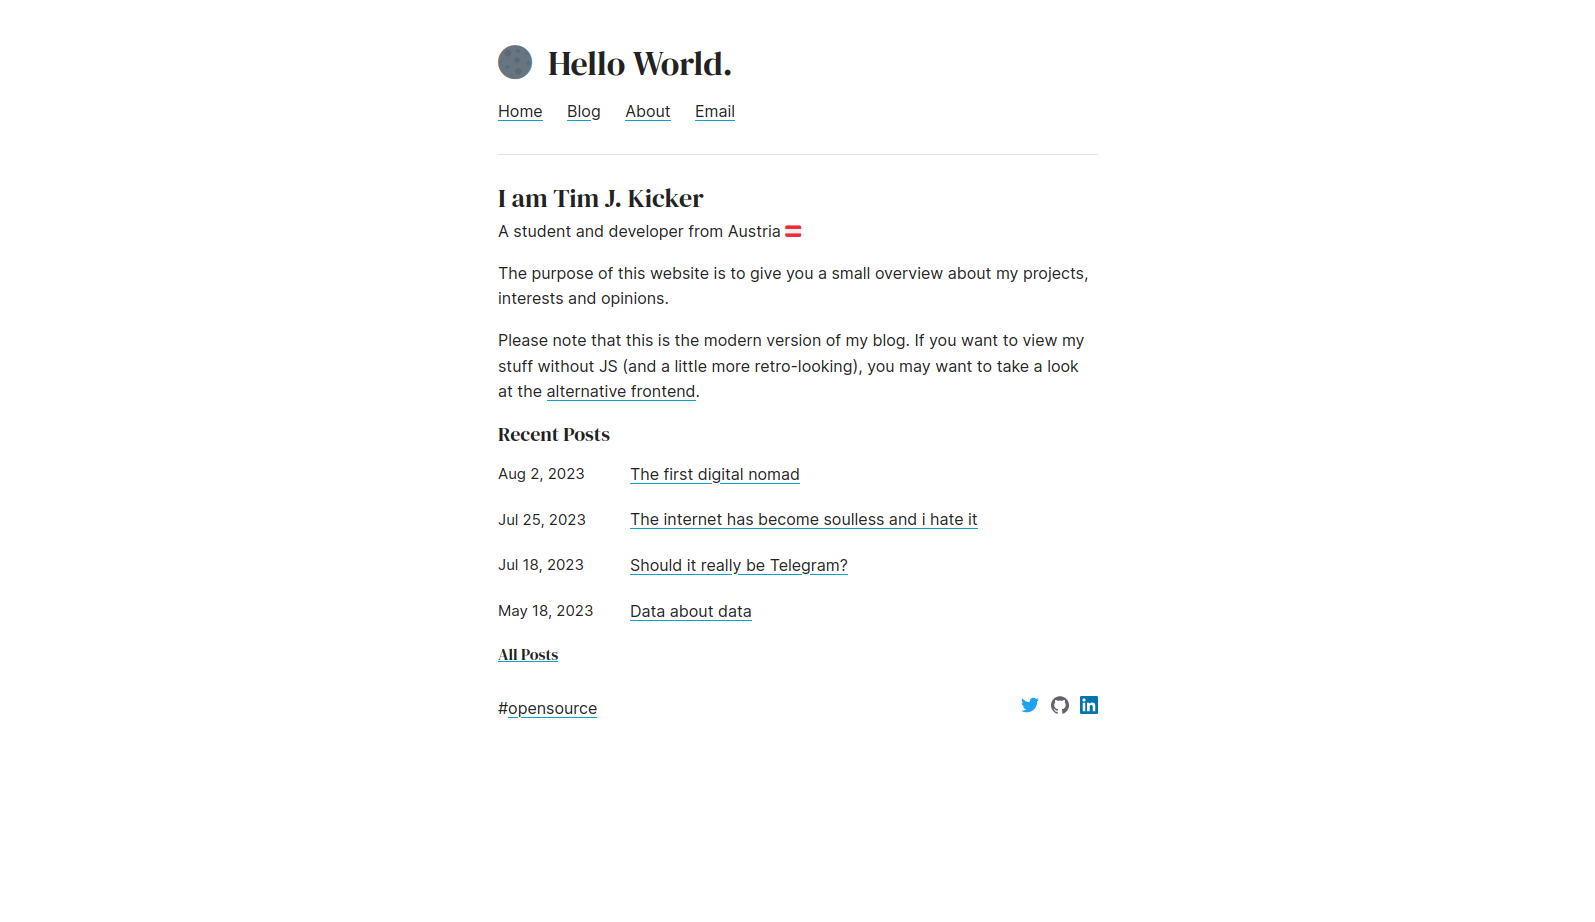 Hello World.
Home Blog About Email
I am Tim J. Kicker
A student and developer from Austria
The purpose of this website is to give you a small overview about my projects,
interests and opinions.
Please note that this is the modern version of my blog. If you want to view my
stuff without JS (and a little more retro-looking), you may want to take a look
at the alternative frontend.
Recent Posts
Aug 2, 2023 The first digital nomad
Jul 25, 2023 The internet has become soulless and i hate it
Jul 18, 2023 Should it really be Telegram?
May 18, 2023 Data about data
All Posts
#opensource